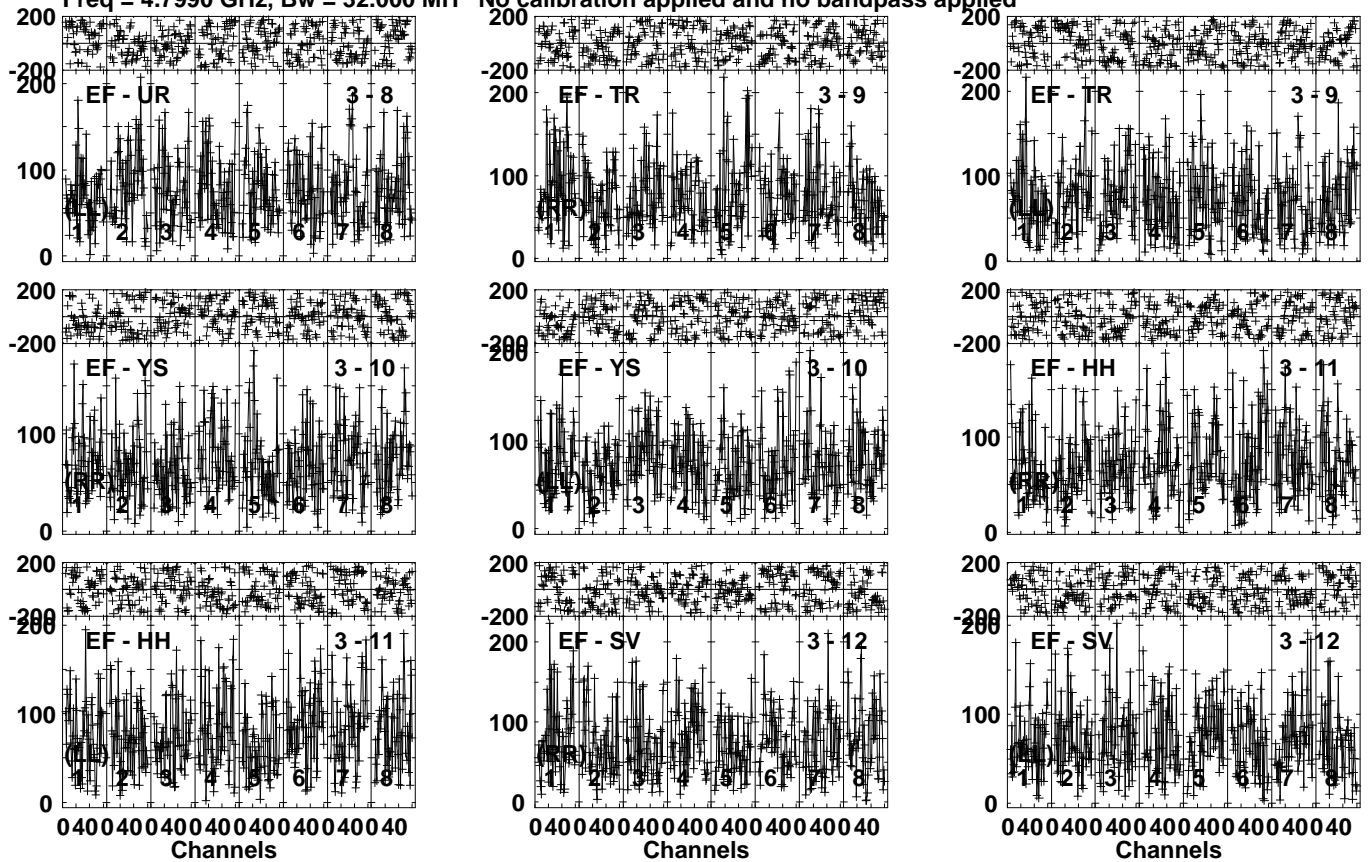 Freq = 4.7990 GHz, Bw = 32.000 MH No calibration applied and no bandpass applied
200 200 200
-200 -200 -200
200 EF - UR 3 - 8 200 EF - TR 3 - 9 200 EF - TR 3 - 9
100 100 100
(LL) (RR) (LL)
1 2 3 4 5 6 7 8 1 2 3 4 5 6 7 8 1 2 3 4 5 6 7 8
0 0 0
200 200 200
-200 -200 -200
EF - YS 3 - 10 200 EF - YS 3 - 10 EF - HH 3 - 11
100 100 100
(RR) (LL) (RR)
1 2 3 4 5 6 7 8 1 2 3 4 5 6 7 8 1 2 3 4 5 6 7 8
0 0 0
200 200 200
-200 -200 -200
200 EF - HH 3 - 11 200 EF - SV 3 - 12 200 EF - SV 3 - 12
100 100 100
(LL) (RR) (LL)
1 2 3 4 5 6 7 8 1 2 3 4 5 6 7 8 1 2 3 4 5 6 7 8
0 0 0
0 40 0 40 0 40 0 40 0 40 0 40 0 40 0 40 0 40 0 40 0 40 0 40 0 40 0 40 0 40 0 40 0 40 0 40 0 40 0 40 0 40 0 40 0 40 0 40
Channels Channels Channels